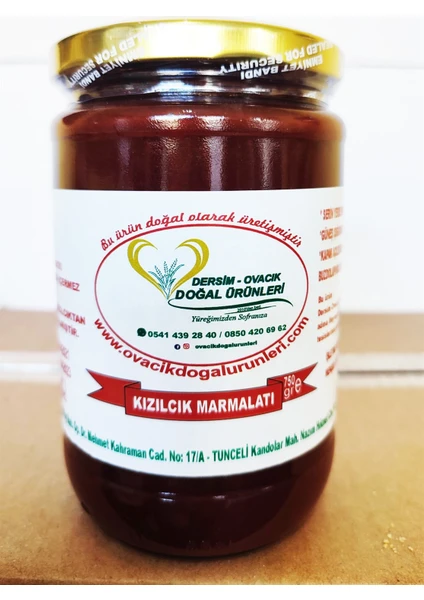 EMNİYET BANDI
SEALED FOR SECURITY
Bu ürün doğal olarak üretişmiştir
DERSİM - OVACIK
DOĞAL ÜRÜNLERİ
Yüreğimizden Sofranıza
0541 439 28 40 / 0850 420 69 62
ovacikdogalurunleri
www.ovacikdogalurunleri.com
KIZILCIK MARMALATI
750
gr e
Mehmet Kahraman Cad. No: 17/A - TUNCELİ Kandolar Mah.